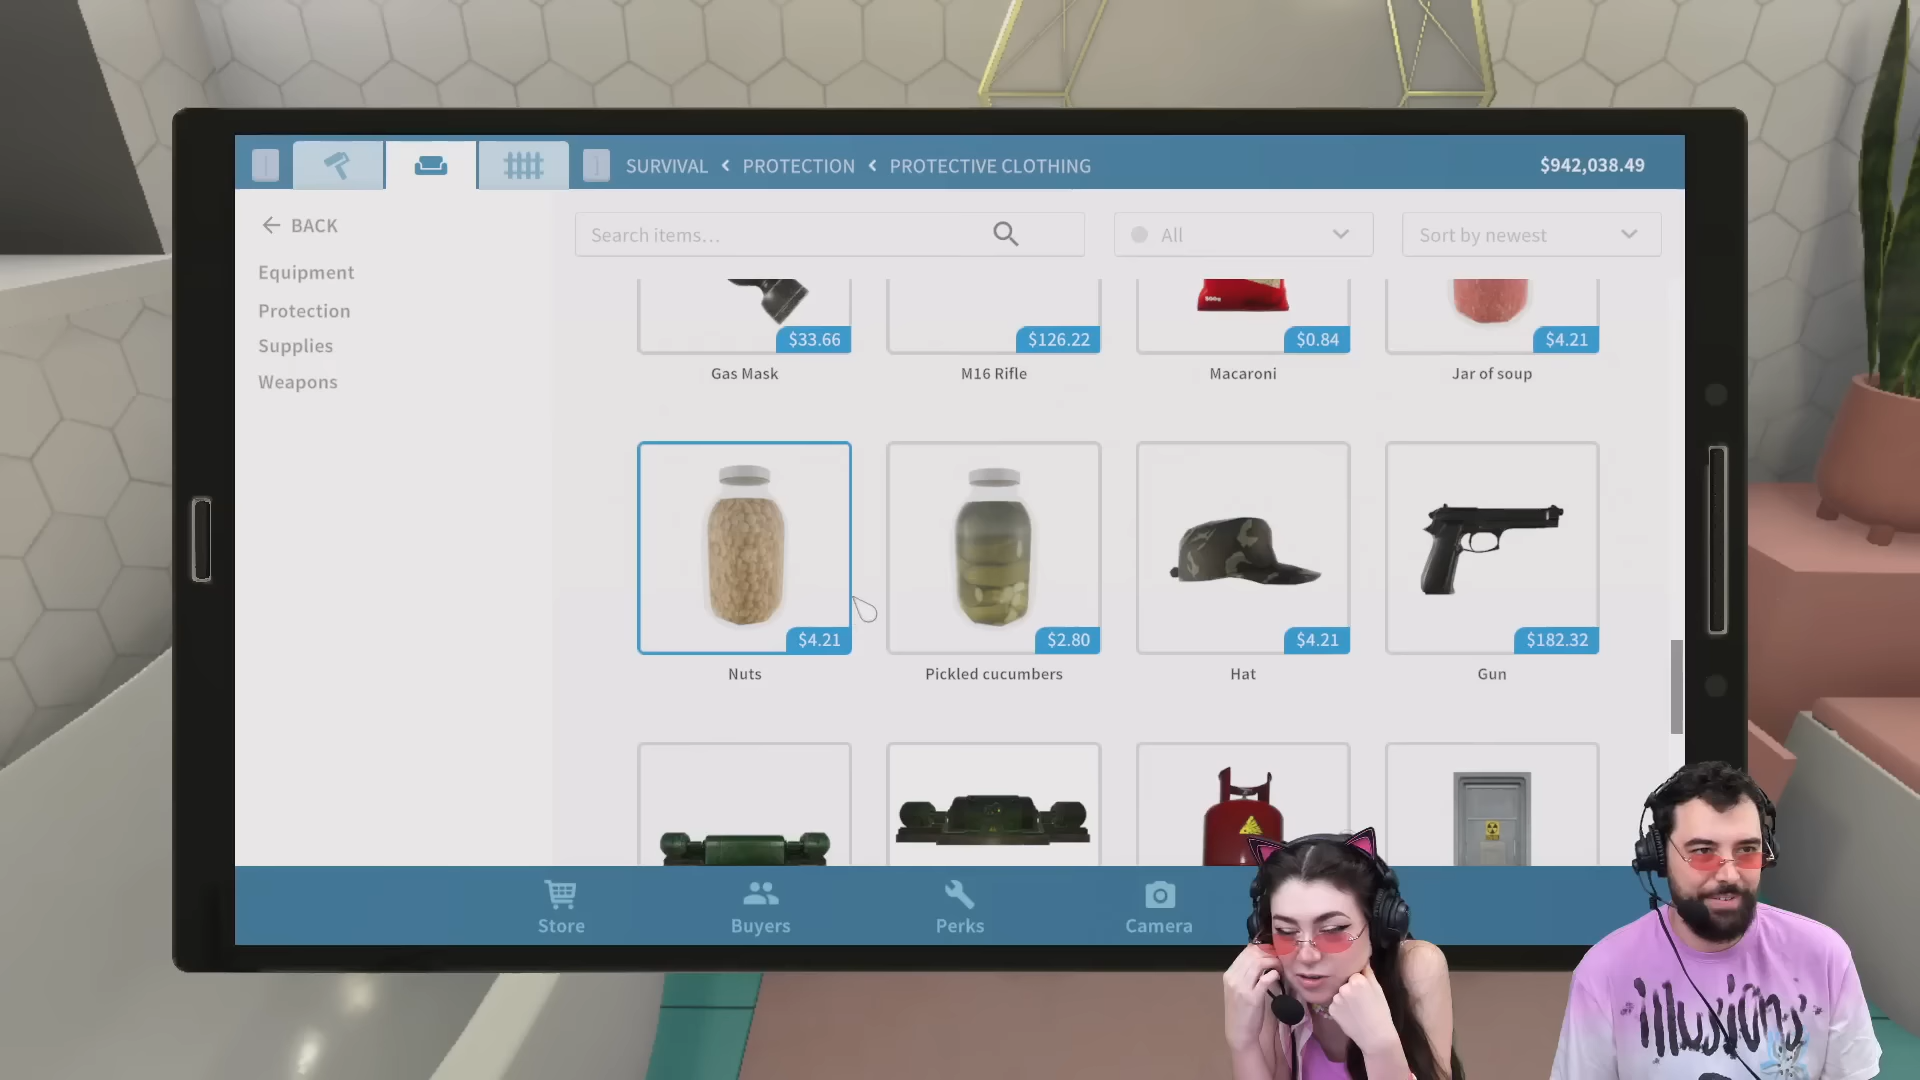 SURVIVAL < PROTECTION < PROTECTIVE CLOTHING
$942,038.49
BACK
Equipment
Protection
Supplies
Weapons
Search items...
All
Sort by newest
$33.66
$126.22
$0.84
$4.21
Gas Mask
M16 Rifle
Macaroni
Jar of soup
$4.21
$2.80
$4.21
$182.32
Nuts
Pickled cucumbers
Hat
Gun
Store
Buyers
Perks
Camera
illusions